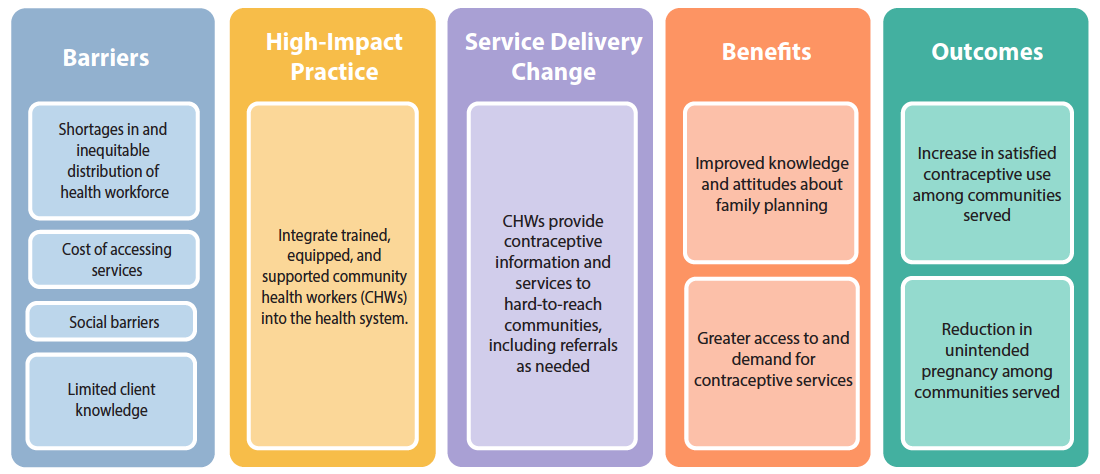 Barriers
Shortages in and
inequitable
distribution of
health workforce
Cost of accessing
services
Social barriers
Limited client
knowledge
High-Impact
Practice
Integrate trained,
equipped, and
supported community
health workers (CHWs)
into the health system.
Service Delivery
Change
CHWs provide
contraceptive
information and
services to
hard-to-reach
communities,
including referrals
as needed
Benefits
Improved knowledge
and attitudes about
family planning
Greater access to and
demand for
contraceptive services
Outcomes
Increase in satisfied
contraceptive use
among communities
served
Reduction in
unintended
pregnancy among
communities served